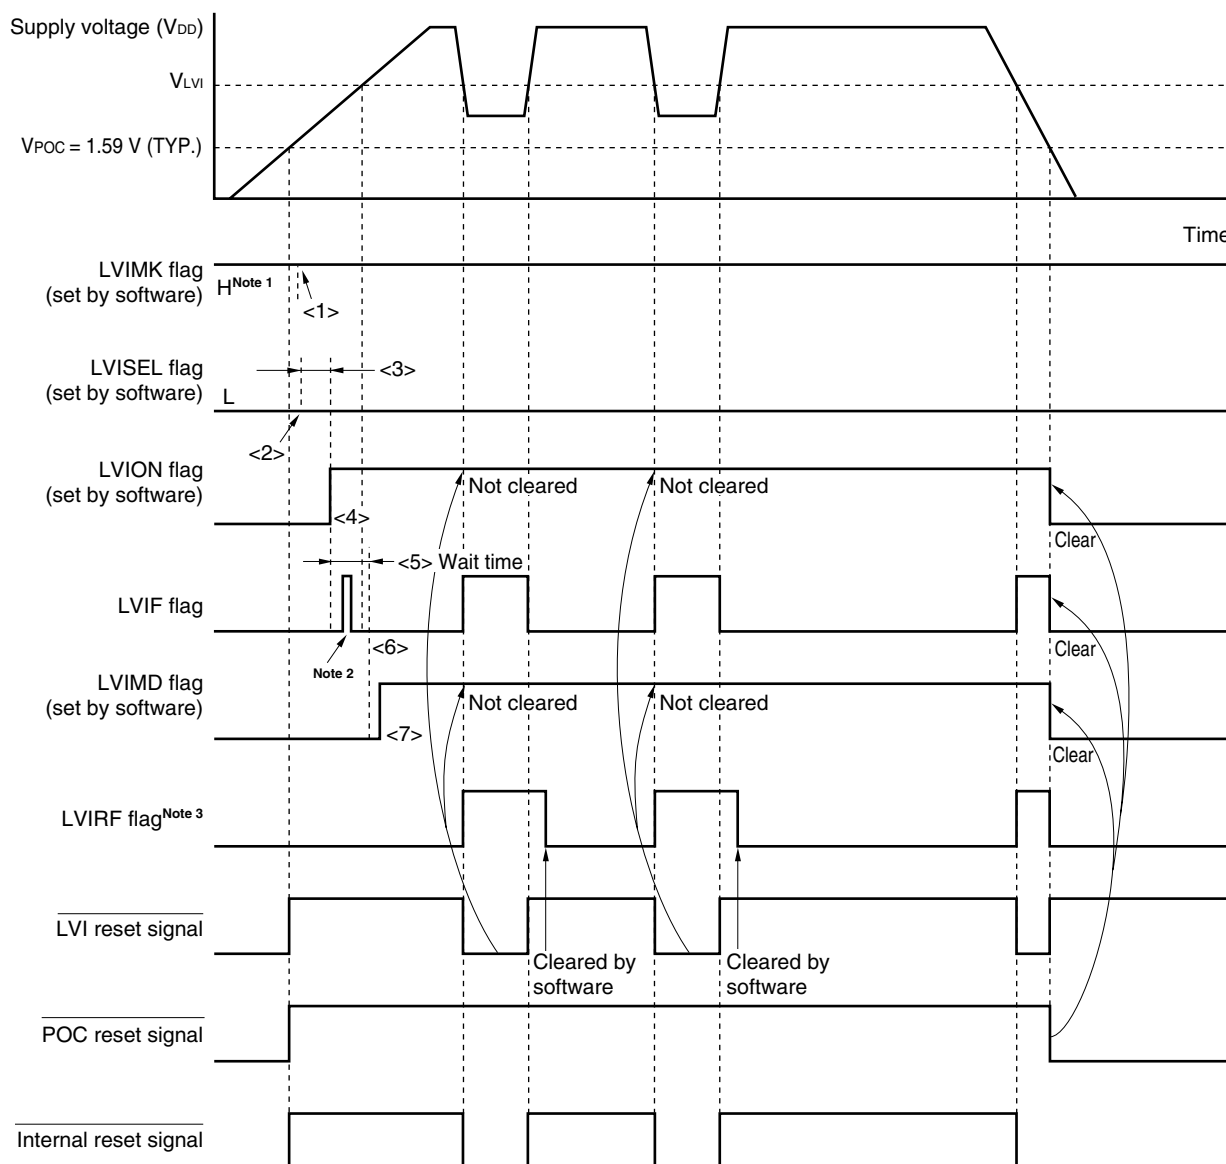 Supply voltage (VDD)
VLVI
VPOC = 1.59 V (TYP.)
Time
LVIMK flag
(set by software)
H Note 1
<1>
LVISEL flag
(set by software)
L
<3>
<2>
LVION flag
(set by software)
Not cleared
Not cleared
<4>
Clear
<5> Wait time
LVIF flag
<6>
Note 2
Clear
LVIMD flag
(set by software)
Not cleared
Not cleared
<7>
Clear
LVIRF flag Note 3
LVI reset signal
Cleared by
software
Cleared by
software
POC reset signal
Internal reset signal